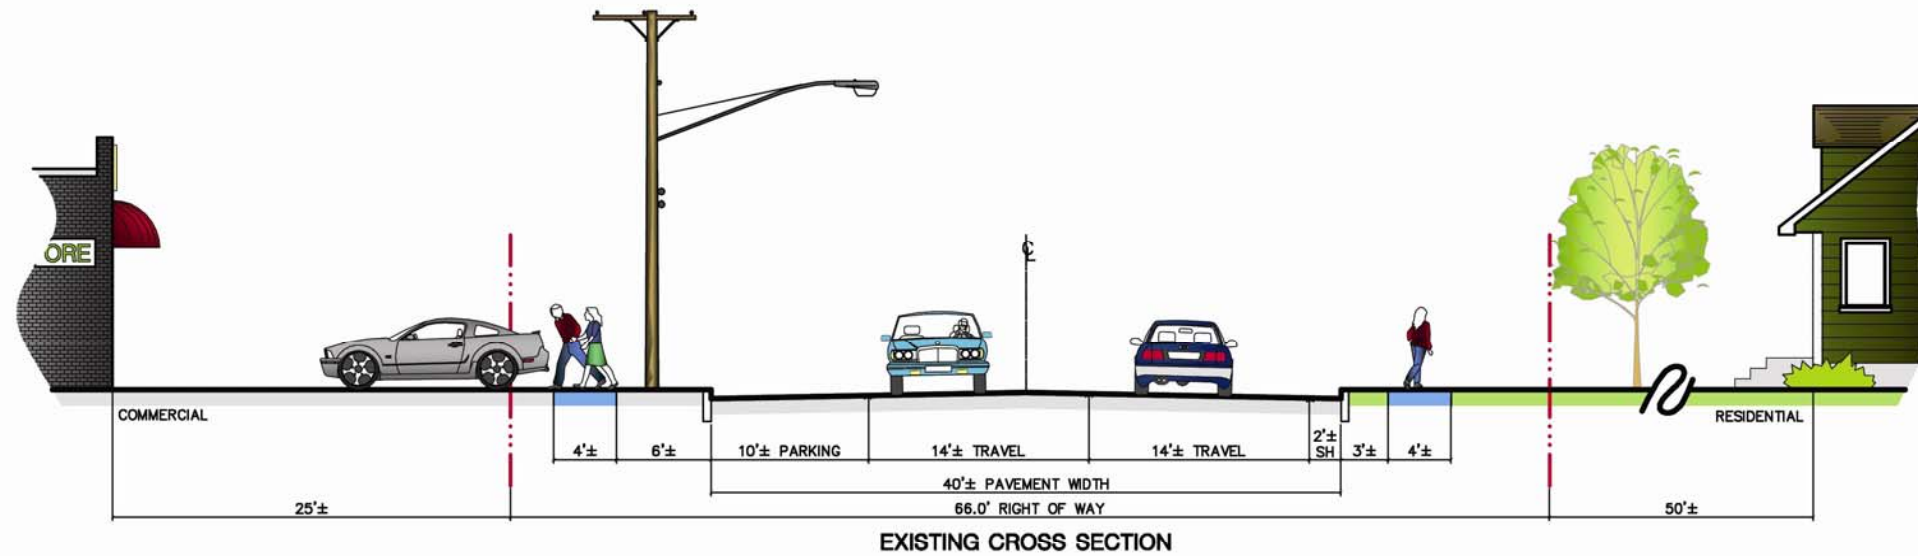 ORE
℄
COMMERCIAL
RESIDENTIAL
4'± 6'± 10'± PARKING 14'± TRAVEL 14'± TRAVEL 2'± SH 3'± 4'±
40'± PAVEMENT WIDTH
25'± 66.0' RIGHT OF WAY 50'±
EXISTING CROSS SECTION